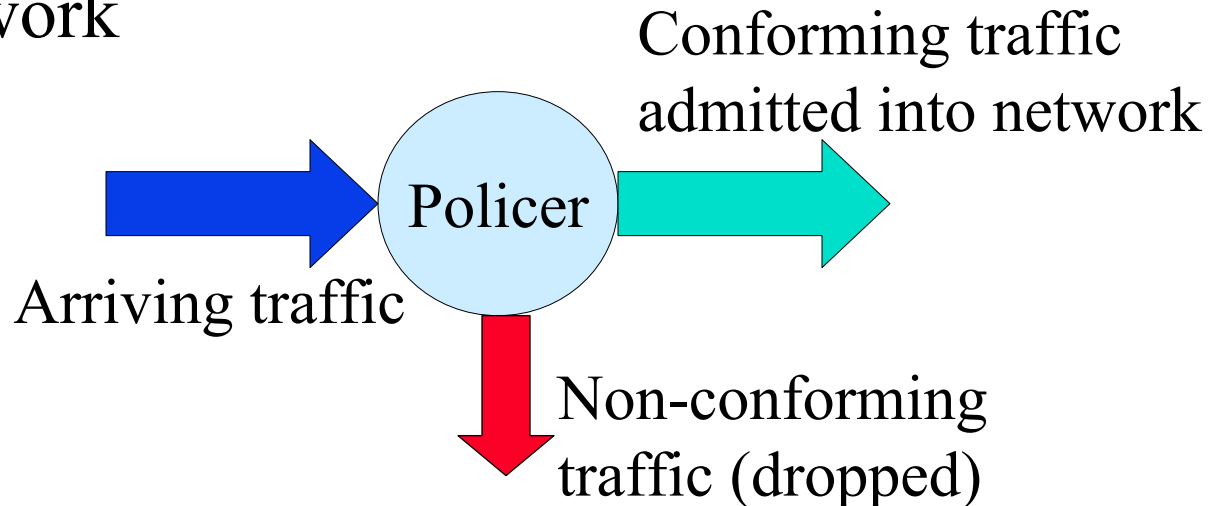 Conforming traffic
admitted into network
Policer
Arriving traffic
Non-conforming
traffic (dropped)